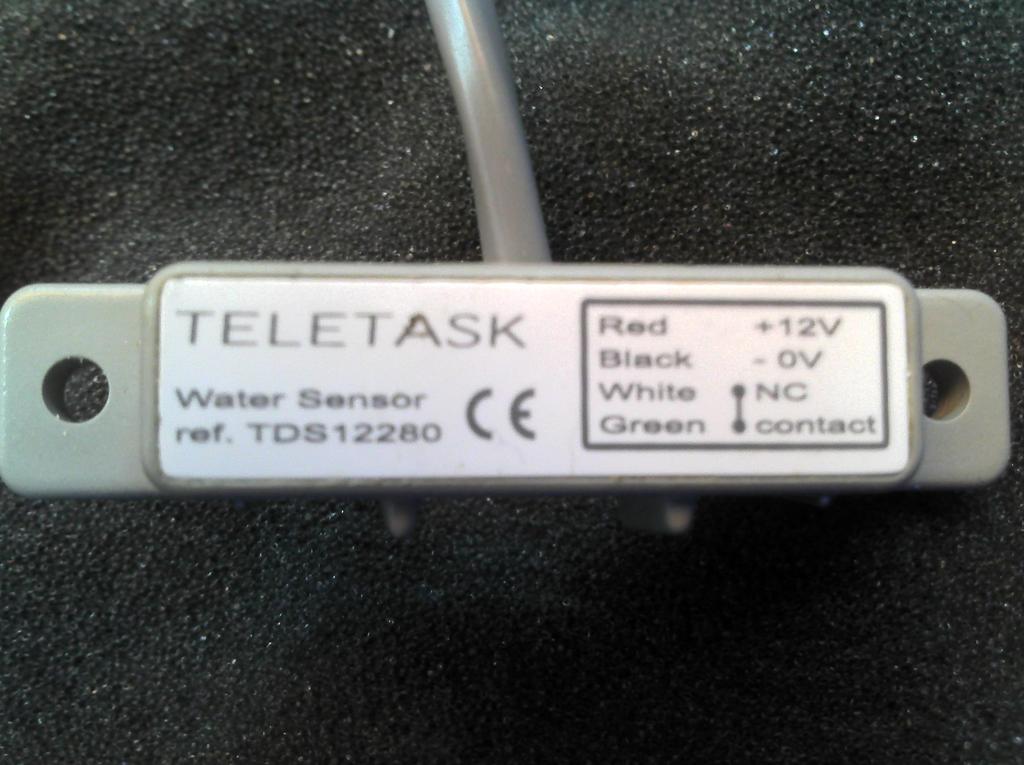 TELETASK
Water Sensor
ref. TDS12280
CE
Red +12V
Black - 0V
White NC
Green contact